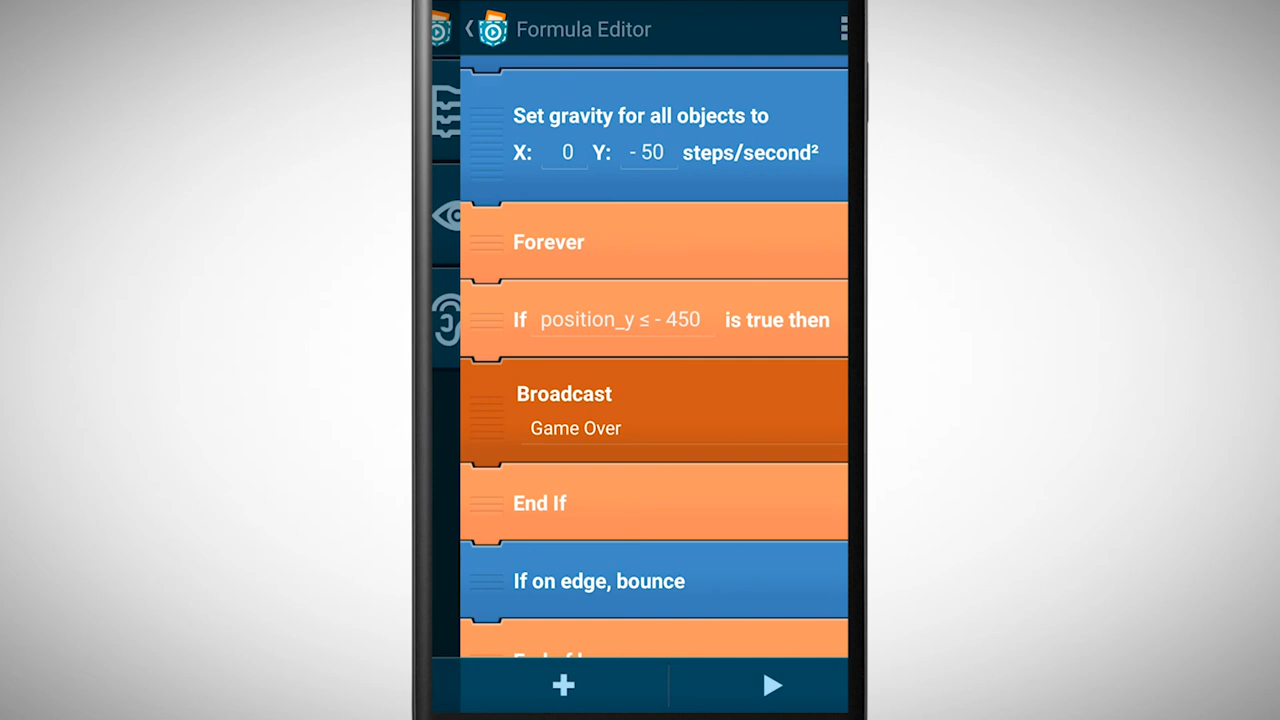 Formula Editor
Set gravity for all objects to
X: 0 Y: - 50 steps/second²
Forever
If position_y ≤ - 450 is true then
Broadcast
Game Over
End If
If on edge, bounce